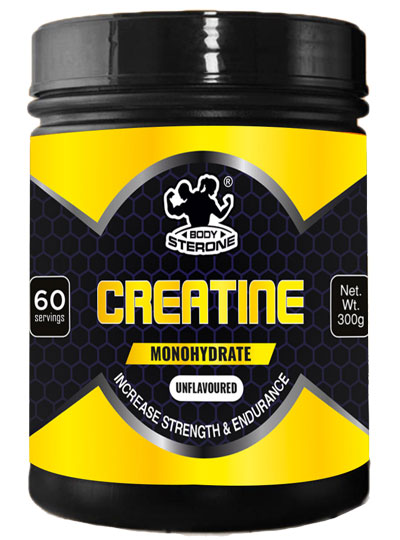 ®
BODY
STERONE
60
servings
Net.
Wt.
300g
CREATINE
MONOHYDRATE
UNFLAVOURED
INCREASE STRENGTH & ENDURANCE